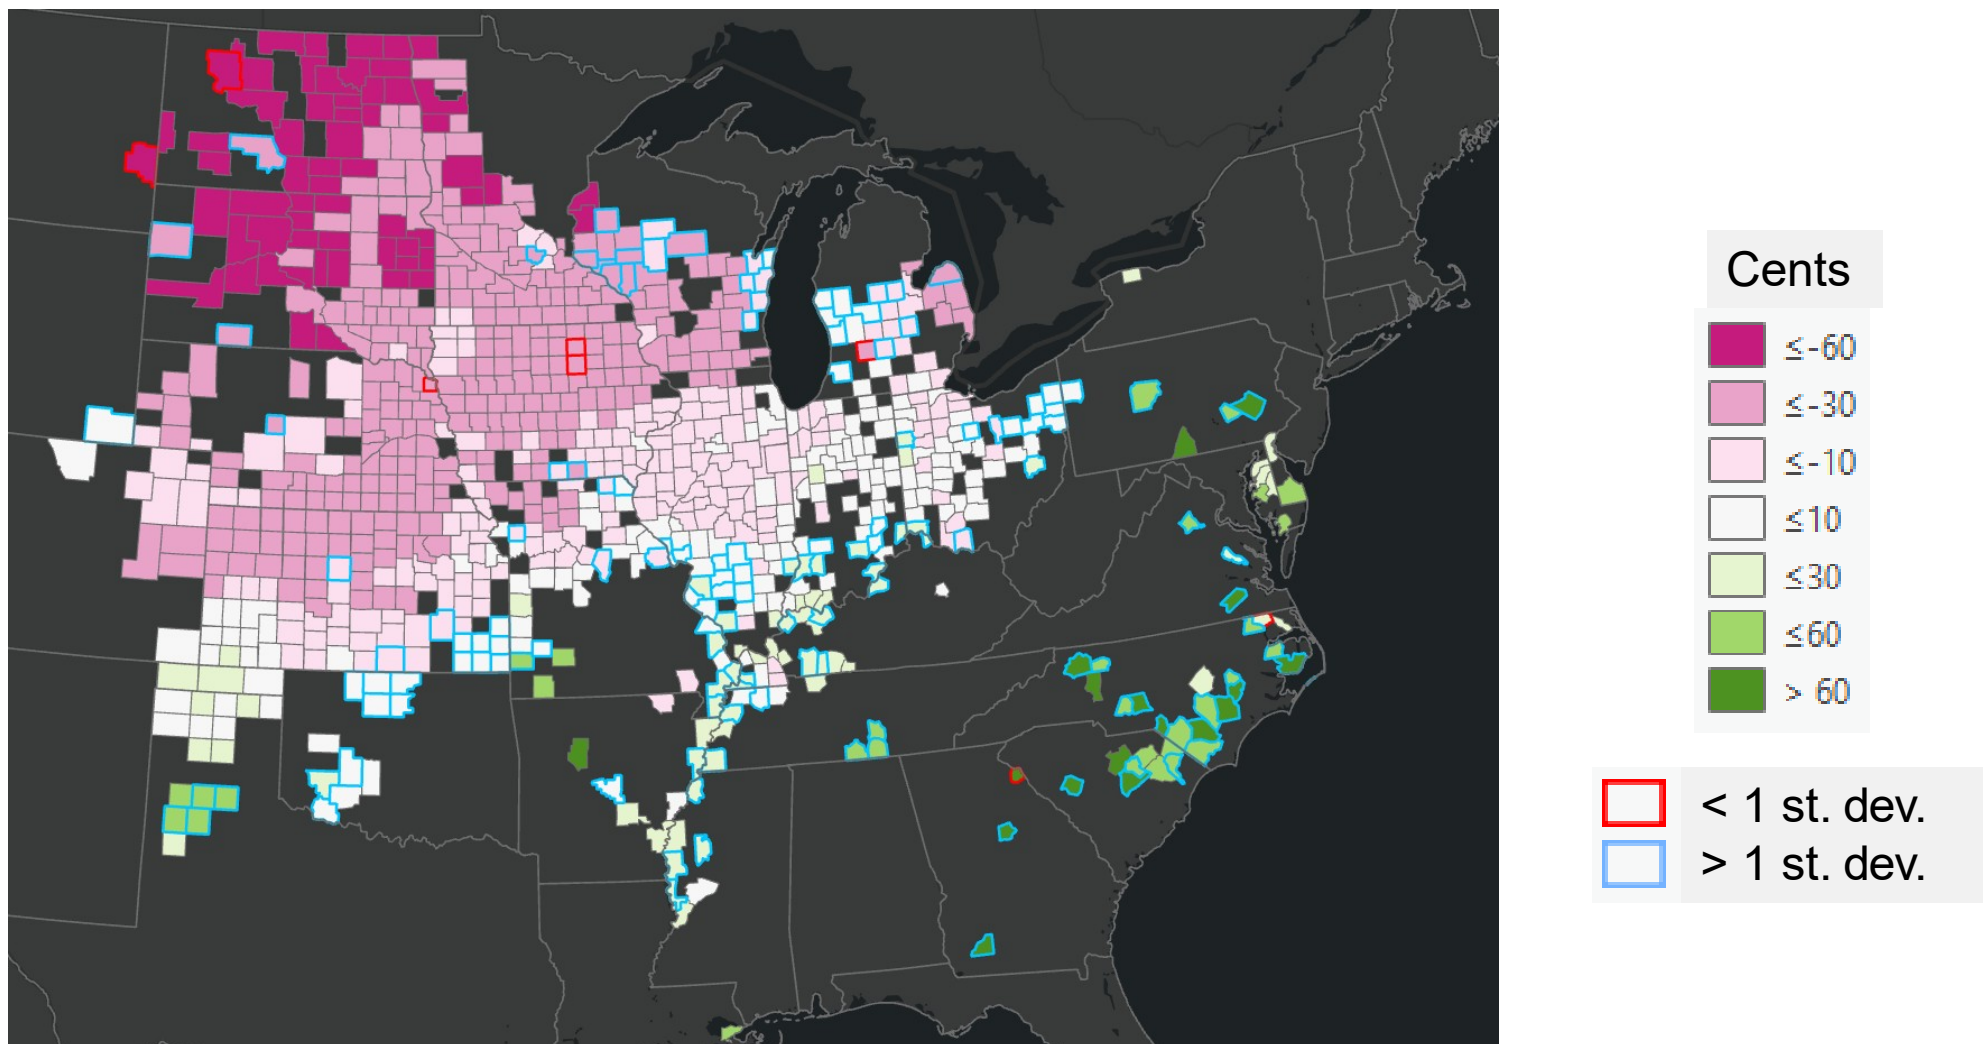 Cents
≤-60
≤-30
≤-10
≤10
≤30
≤60
> 60
< 1 st. dev.
> 1 st. dev.